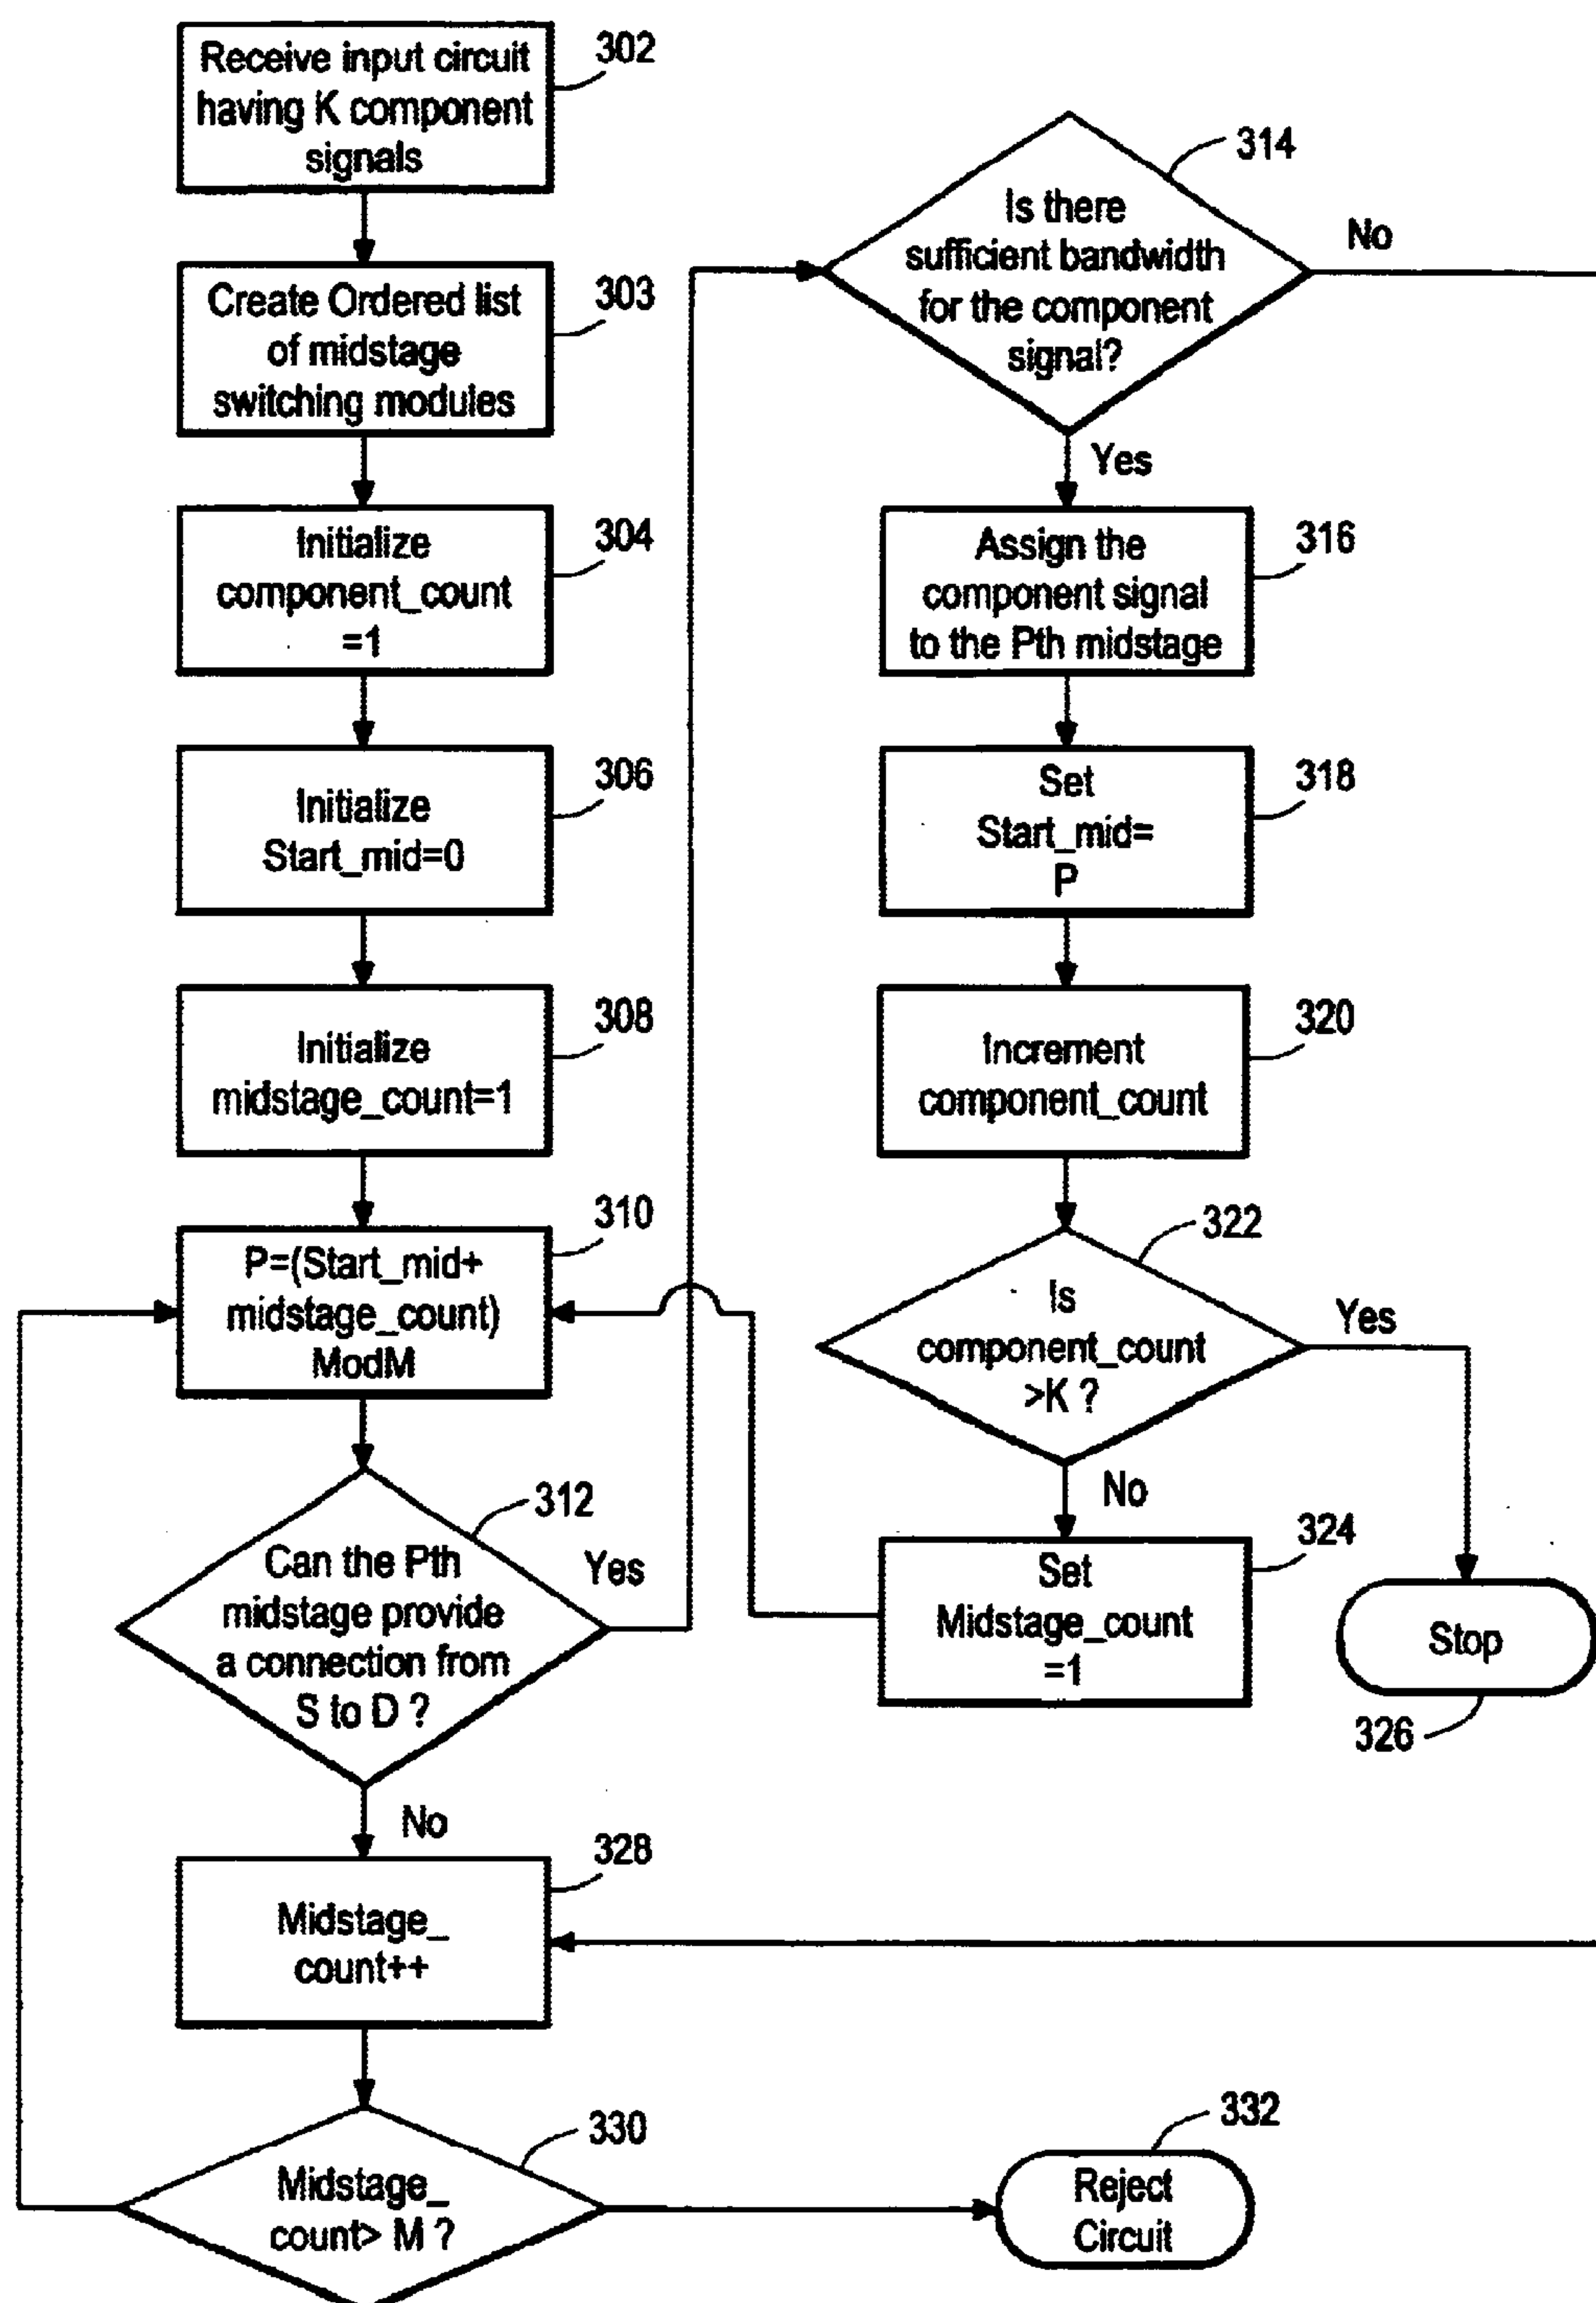 Receive input circuit
having K component
signals
302
Create Ordered list
of midstage
switching modules
303
Initialize
component_count
=1
304
Initialize
Start_mid=0
306
Initialize
midstage_count=1
308
P=(Start_mid+
midstage_count)
ModM
310
Can the Pth
midstage provide
a connection from
S to D ?
312
Yes
No
Midstage_
count++
328
Midstage_
count> M ?
330
Reject
Circuit
332
Is there
sufficient bandwidth
for the component
signal?
314
No
Yes
Assign the
component signal
to the Pth midstage
316
Set
Start_mid=
P
318
Increment
component_count
320
Is
component_count
>K ?
322
Yes
No
Set
Midstage_count
=1
324
Stop
326